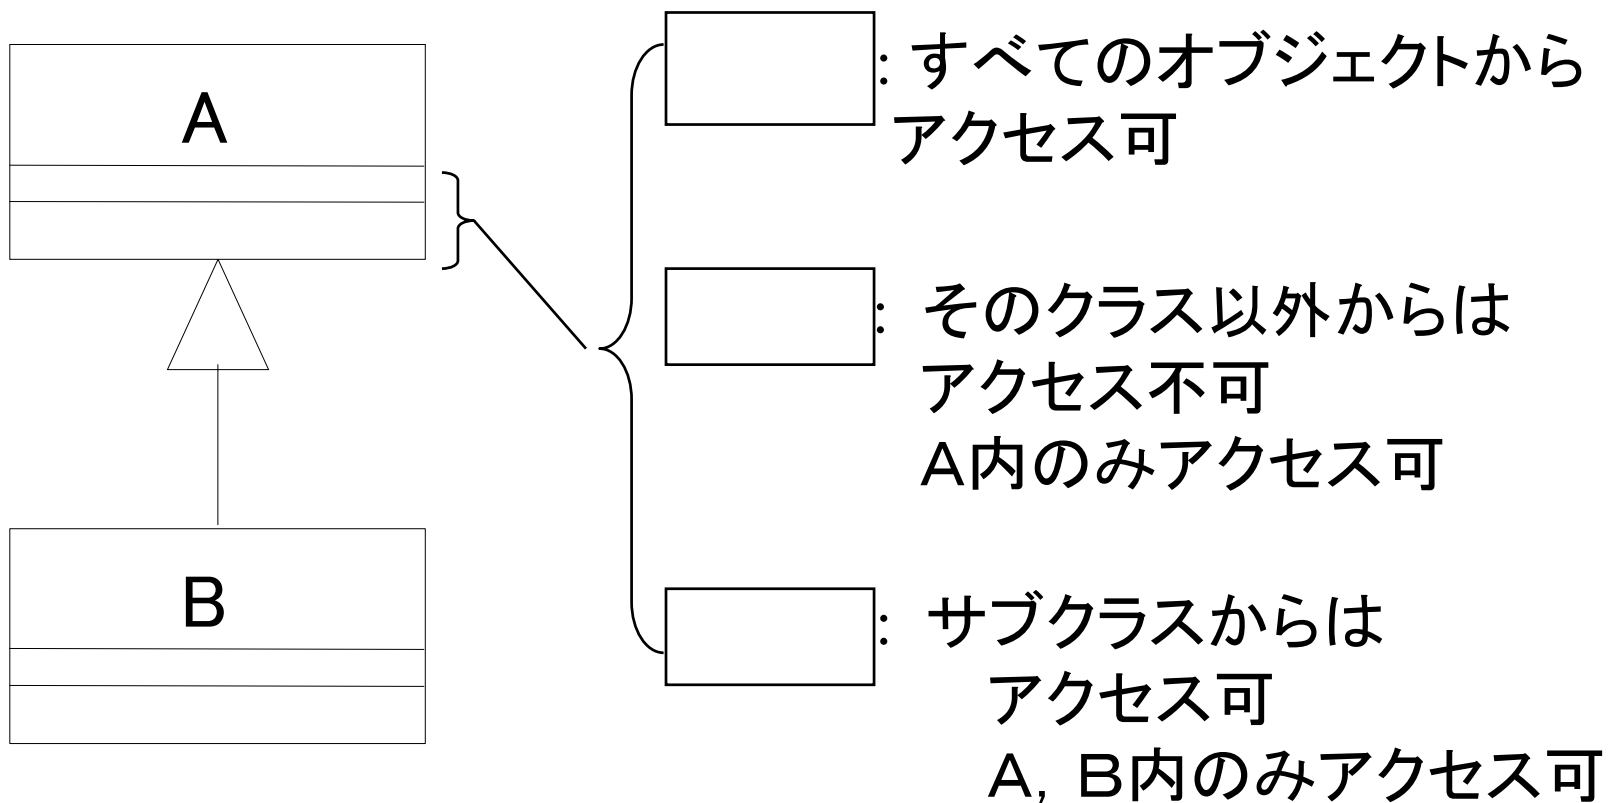 A
B
: すべてのオブジェクトから
アクセス可
: そのクラス以外からは
アクセス不可
A内のみアクセス可
: サブクラスからは
アクセス可
A, B内のみアクセス可